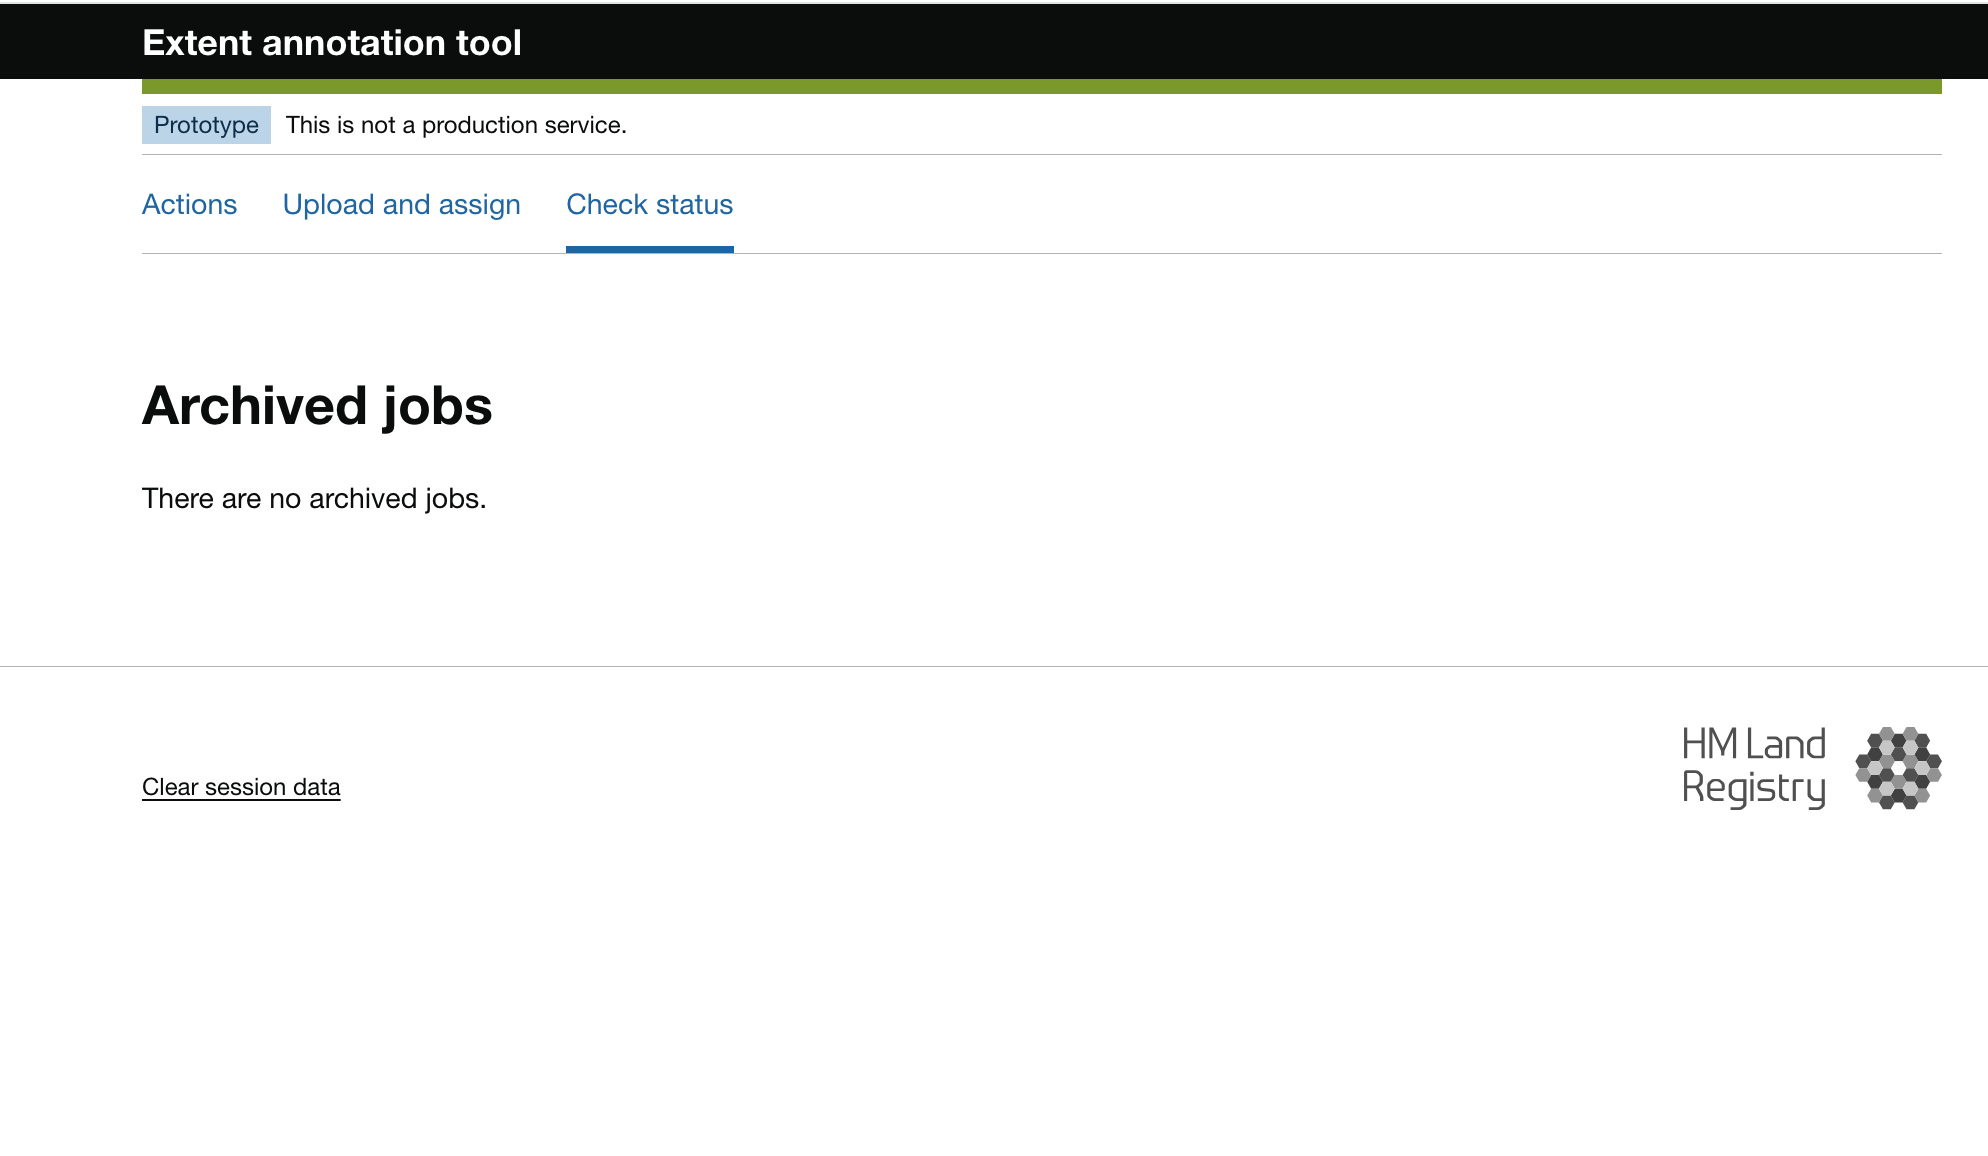 Extent annotation tool
Prototype This is not a production service.
Actions Upload and assign Check status
Archived jobs
There are no archived jobs.
Clear session data
HM Land
Registry